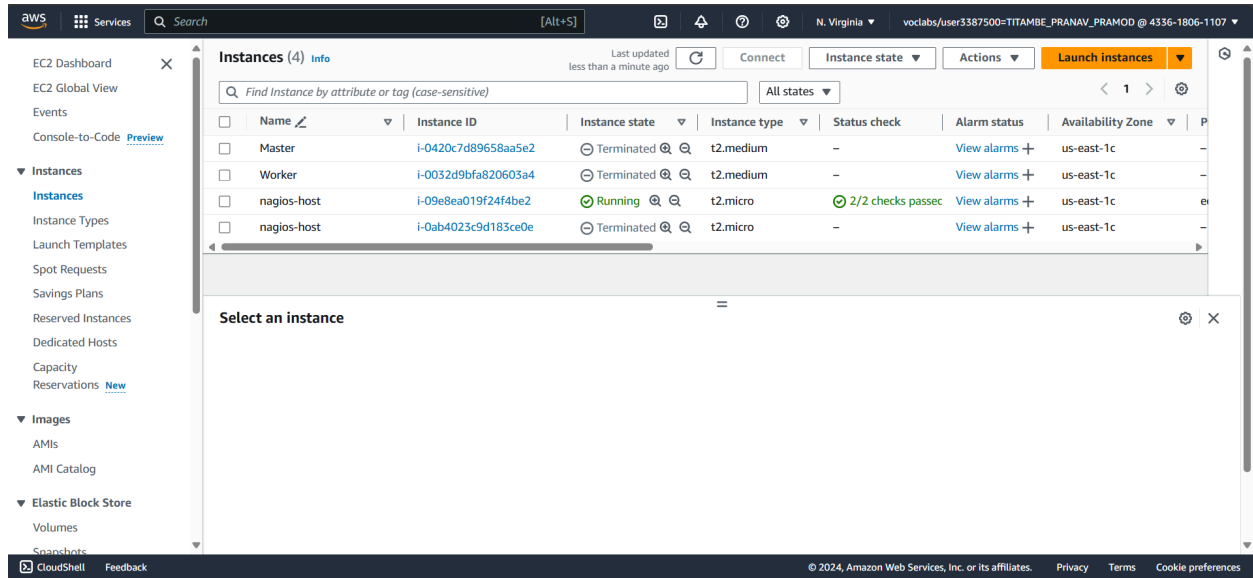 aws Services Search [Alt+S] N. Virginia voclabs/user3387500=TITAMBE_PRANAV_PRAMOD @ 4336-1806-1107
EC2 Dashboard
EC2 Global View
Events
Console-to-Code Preview
Instances
Instances
Instance Types
Launch Templates
Spot Requests
Savings Plans
Reserved Instances
Dedicated Hosts
Capacity
Reservations New
Images
AMIs
AMI Catalog
Elastic Block Store
Volumes
Snapshots
Instances (4) Info
Last updated
less than a minute ago
Connect Instance state Actions Launch instances
Find Instance by attribute or tag (case-sensitive) All states 1
Name Instance ID Instance state Instance type Status check Alarm status Availability Zone P
Master i-0420c7d89658aa5e2 Terminated t2.medium – View alarms + us-east-1c –
Worker i-0032d9bfa820603a4 Terminated t2.medium – View alarms + us-east-1c –
nagios-host i-09e8ea019f24f4be2 Running t2.micro 2/2 checks passed View alarms + us-east-1c
nagios-host i-0ab4023c9d183ce0e Terminated t2.micro – View alarms + us-east-1c –
Select an instance
CloudShell Feedback © 2024, Amazon Web Services, Inc. or its affiliates. Privacy Terms Cookie preferences